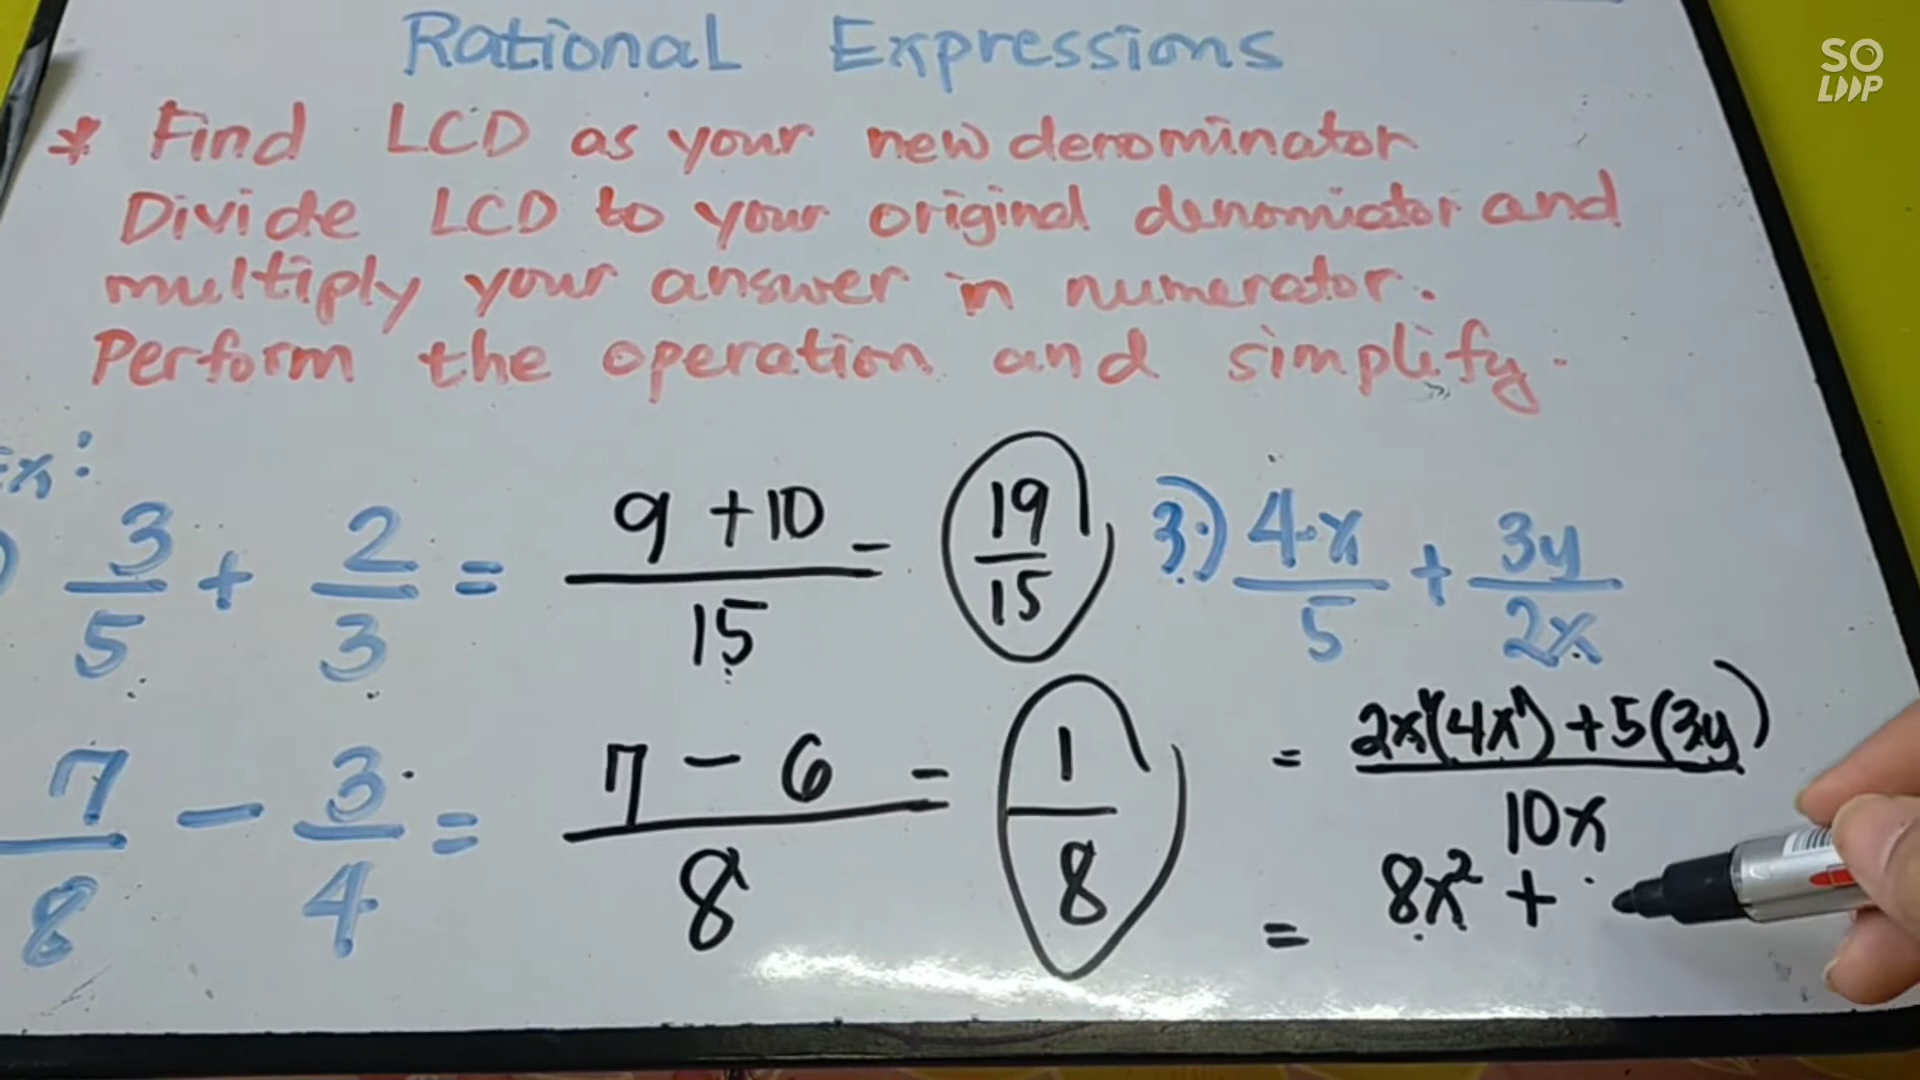 Rational Expressions
SO
LOOP
* Find LCD as your new denominator
Divide LCD to your original denomiator and
multiply your answer in numerator.
Perform the operation and simplify.
Ex:
) 3/5 + 2/3 = 9 + 10/15 = 19/15
3.) 4x/5 + 3y/2x
= 2x(4x) + 5(3y)/10x
7/8 - 3/4 = 7 - 6/8 = 1/8
= 8x² +